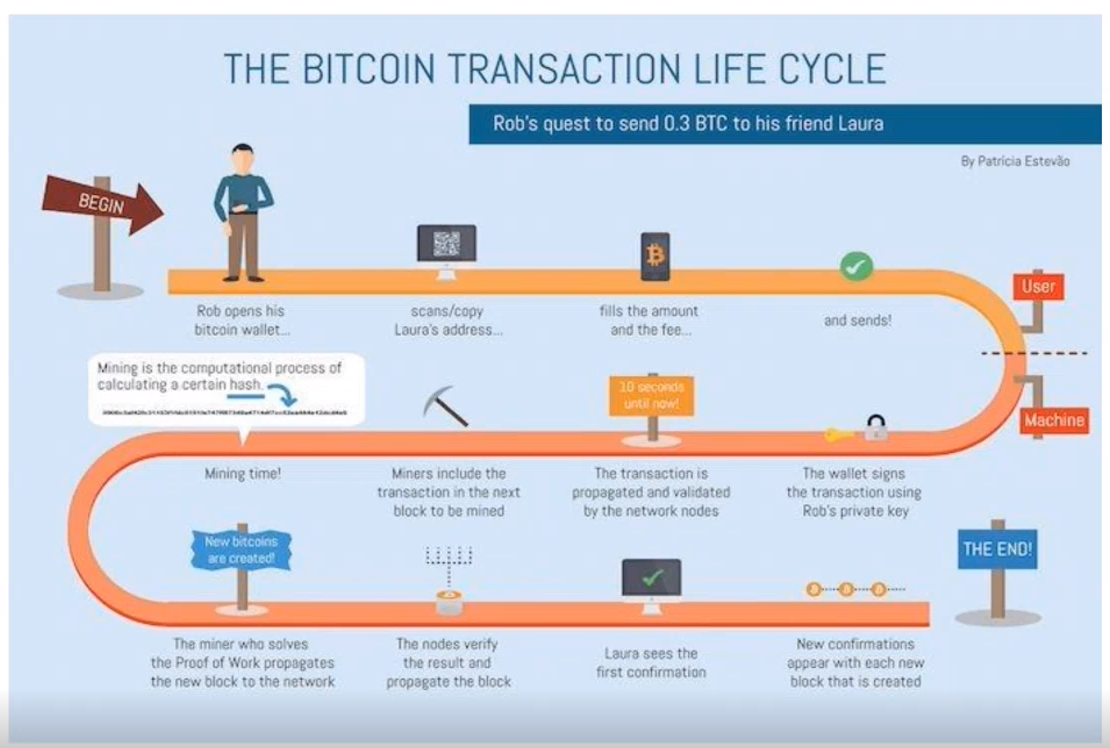 THE BITCOIN TRANSACTION LIFE CYCLE
Rob's quest to send 0.3 BTC to his friend Laura
By Patrícia Estevão
BEGIN
Rob opens his
bitcoin wallet...
scans/copy
Laura's address...
fills the amount
and the fee...
and sends!
User
Machine
The wallet signs
the transaction using
Rob's private key
10 seconds
until now!
The transaction is
propagated and validated
by the network nodes
Miners include the
transaction in the next
block to be mined
Mining is the computational process of
calculating a certain hash.
Mining time!
New bitcoins
are created!
The miner who solves
the Proof of Work propagates
the new block to the network
The nodes verify
the result and
propagate the block
Laura sees the
first confirmation
New confirmations
appear with each new
block that is created
THE END!